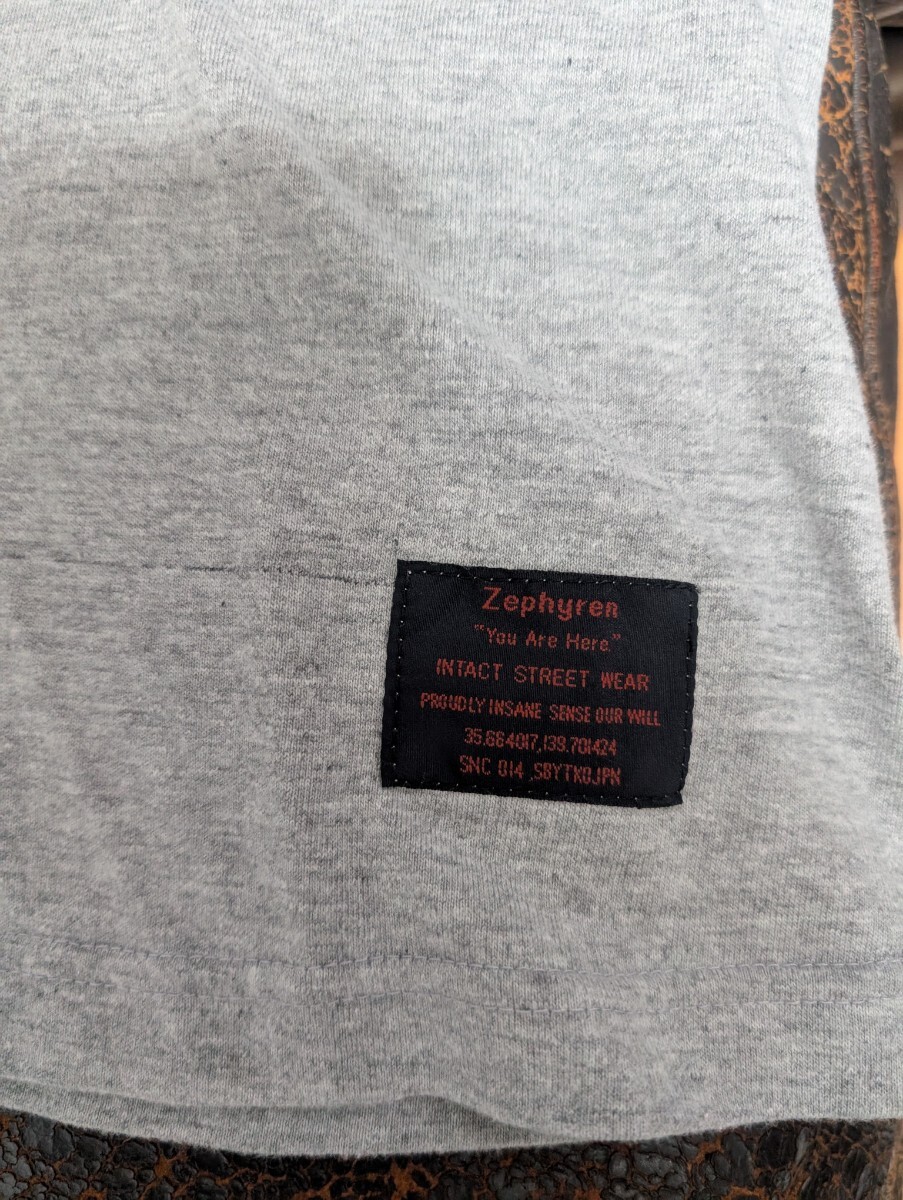 Zephyren
"You Are Here."
INTACT STREET WEAR
PROUDLY INSANE SENSE OUR WILL
35.664017,139.701424
SNC 014 ,SBYTKOJPN